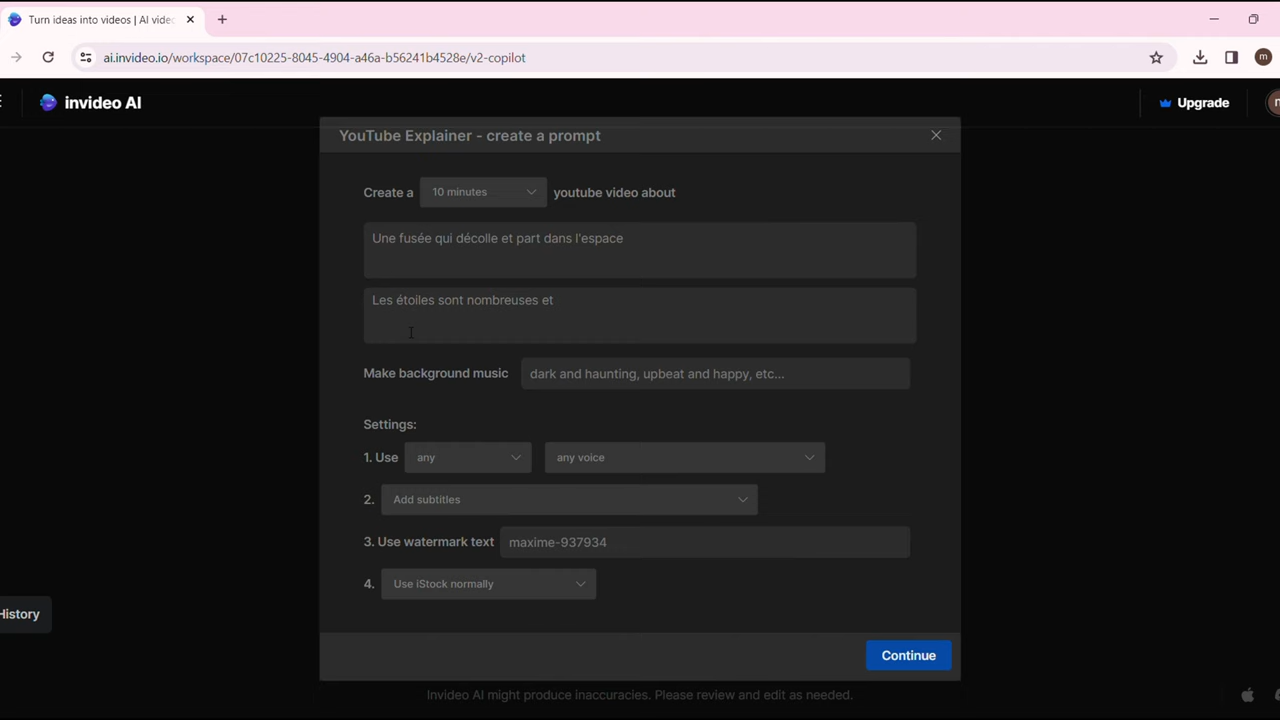 Turn ideas into videos | AI vide
ai.invideo.io/workspace/07c10225-8045-4904-a46a-b56241b4528e/v2-copilot
m
invideo AI
Upgrade
YouTube Explainer - create a prompt
Create a 10 minutes youtube video about
Une fusée qui décolle et part dans l'espace
Les étoiles sont nombreuses et
Make background music dark and haunting, upbeat and happy, etc...
Settings:
1. Use any any voice
2. Add subtitles
3. Use watermark text maxime-937934
4. Use iStock normally
History
Continue
Invideo AI might produce inaccuracies. Please review and edit as needed.